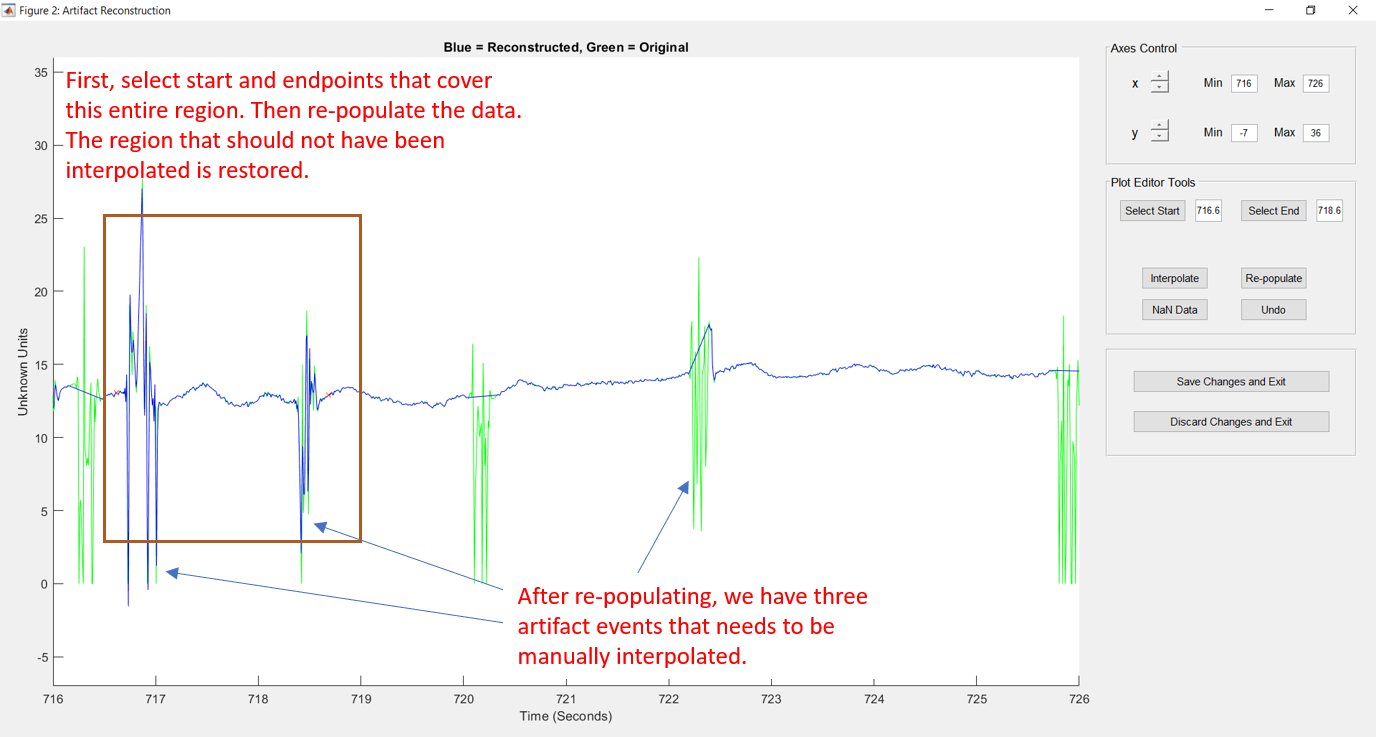 Figure 2: Artifact Reconstruction
Blue = Reconstructed, Green = Original
First, select start and endpoints that cover
this entire region. Then re-populate the data.
The region that should not have been
interpolated is restored.
35
30
25
20
15
10
5
0
-5
Unknown Units
After re-populating, we have three
artifact events that needs to be
manually interpolated.
716 717 718 719 720 721 722 723 724 725 726
Time (Seconds)
Axes Control
x Min 716 Max 726
y Min -7 Max 36
Plot Editor Tools
Select Start 716.6 Select End 718.6
Interpolate Re-populate
NaN Data Undo
Save Changes and Exit
Discard Changes and Exit